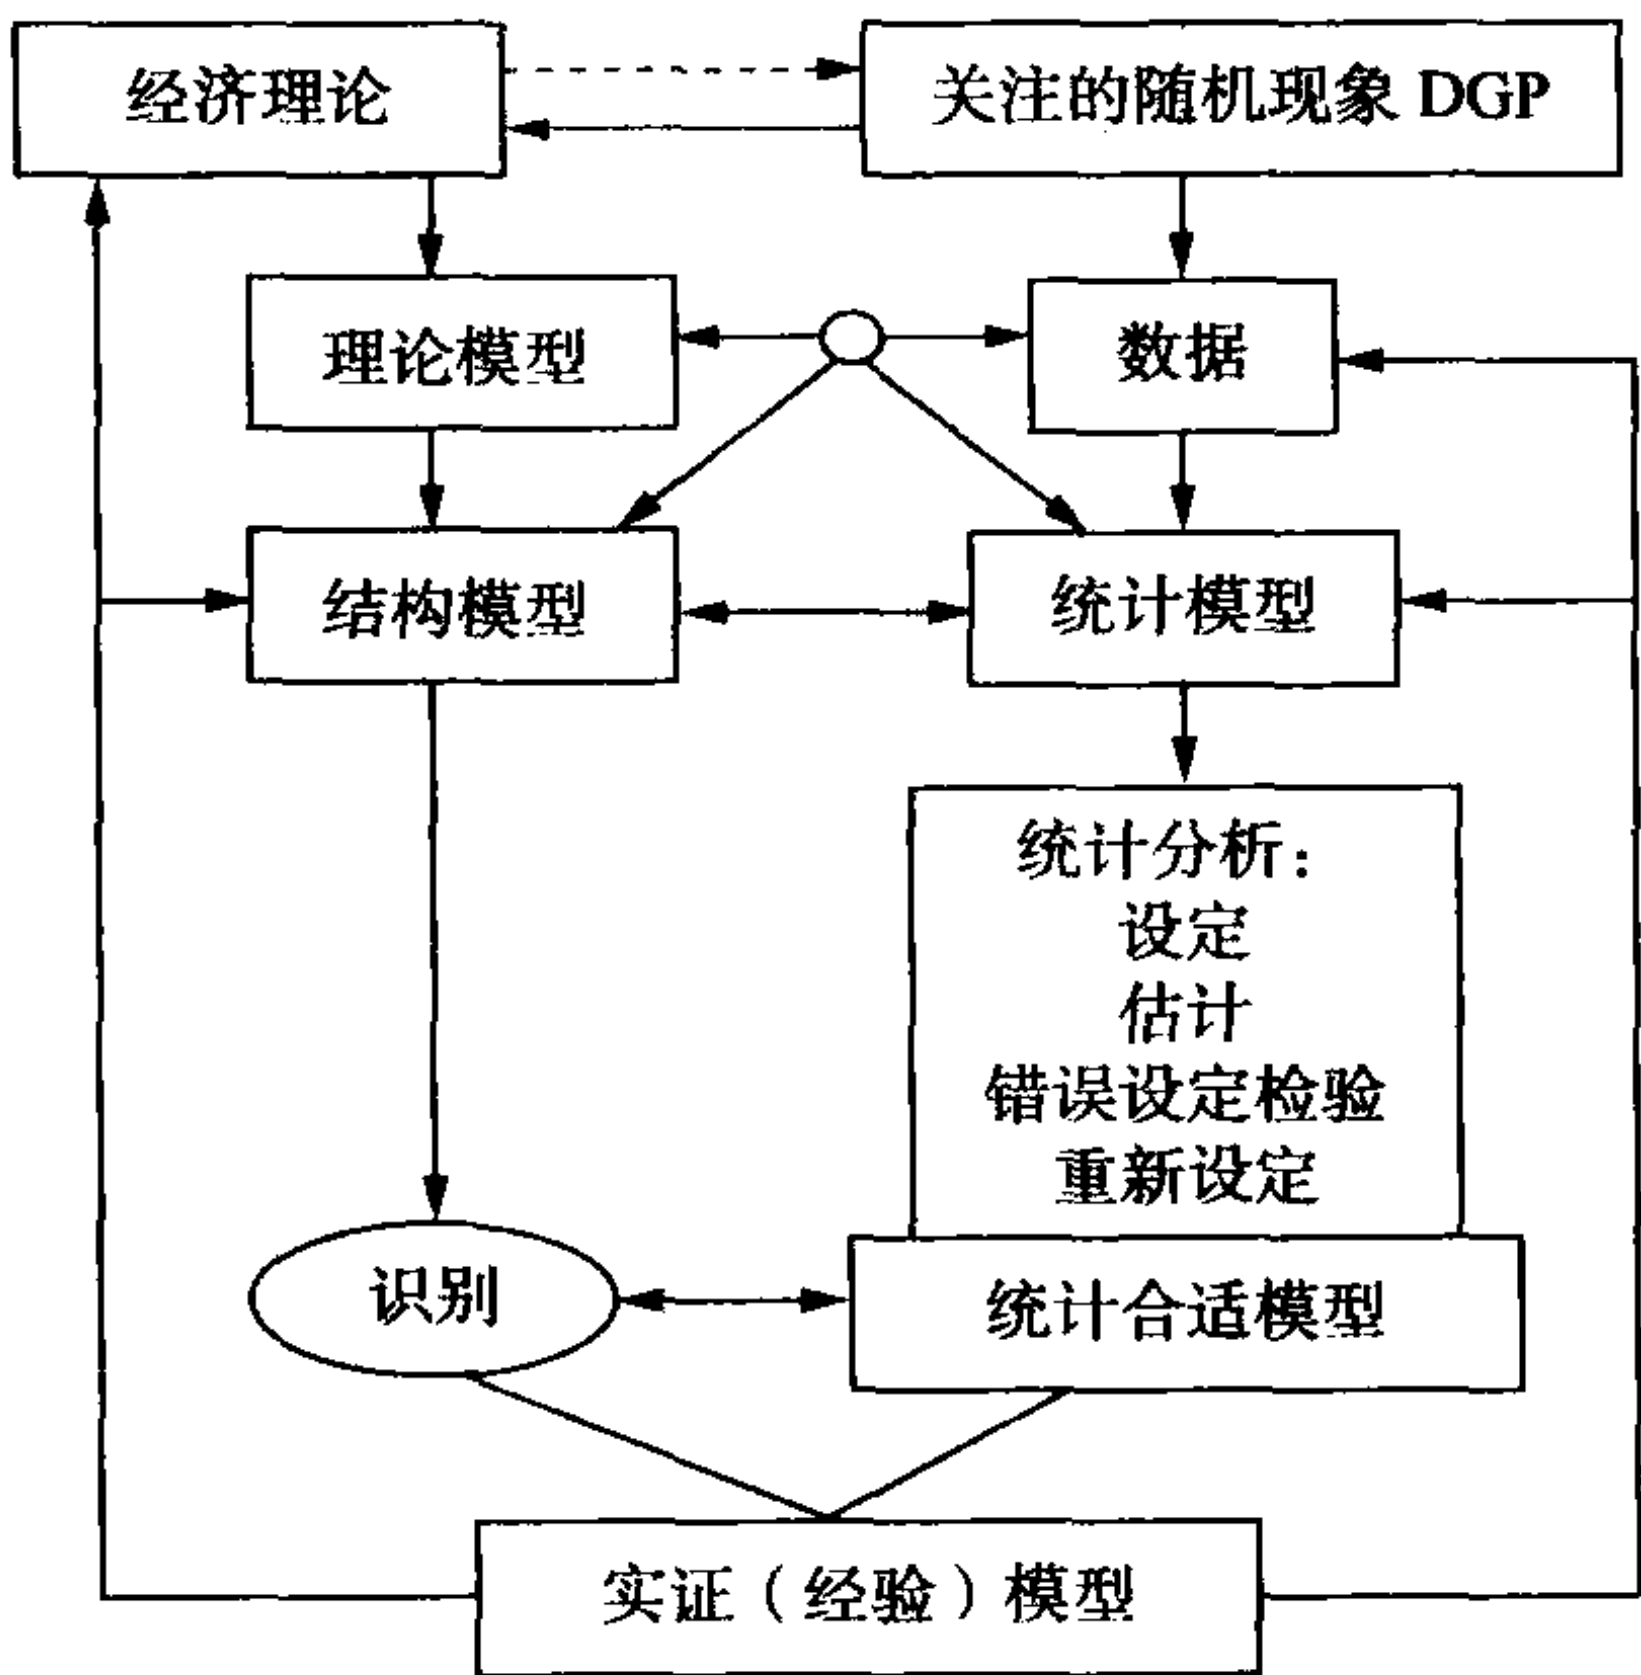 经济理论
关注的随机现象 DGP
理论模型
数据
结构模型
统计模型
统计分析：
设定
估计
错误设定检验
重新设定
识别
统计合适模型
实证（经验）模型